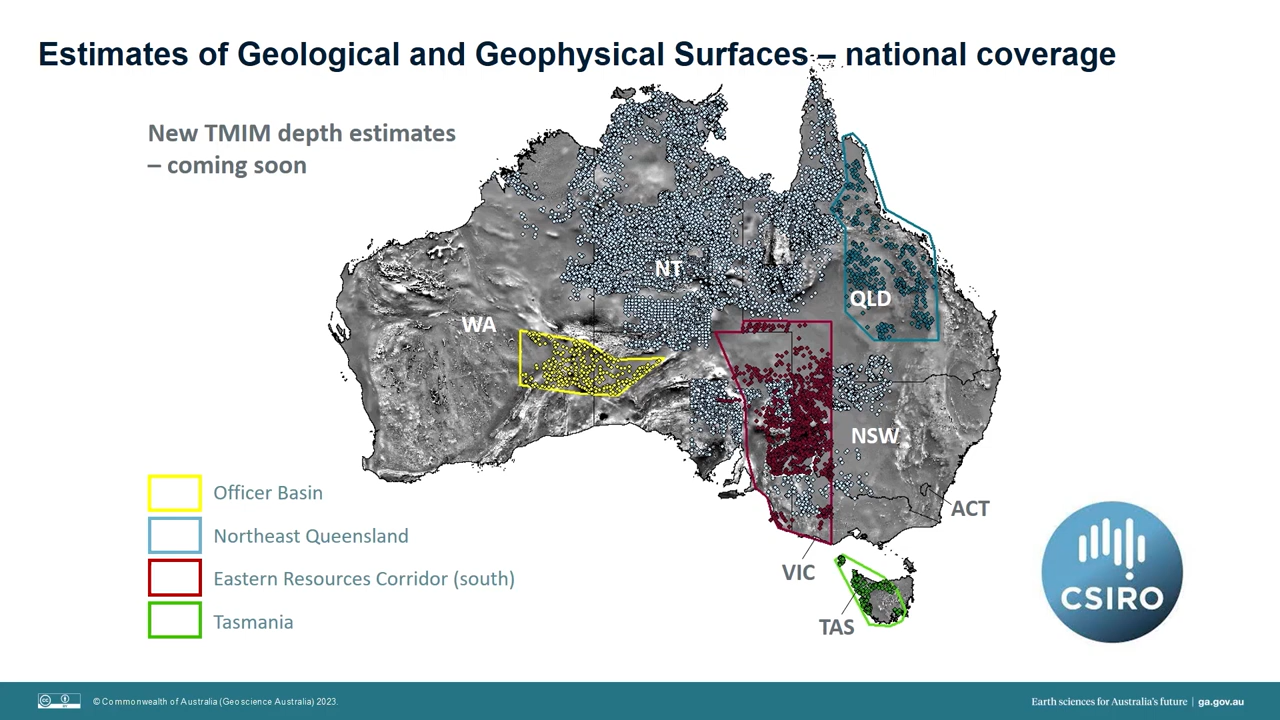 Estimates of Geological and Geophysical Surfaces – national coverage
New TMIM depth estimates
– coming soon
NT
QLD
WA
NSW
ACT
VIC
TAS
Officer Basin
Northeast Queensland
Eastern Resources Corridor (south)
Tasmania
CSIRO
© Commonwealth of Australia (Geoscience Australia) 2023.
Earth sciences for Australia's future | ga.gov.au